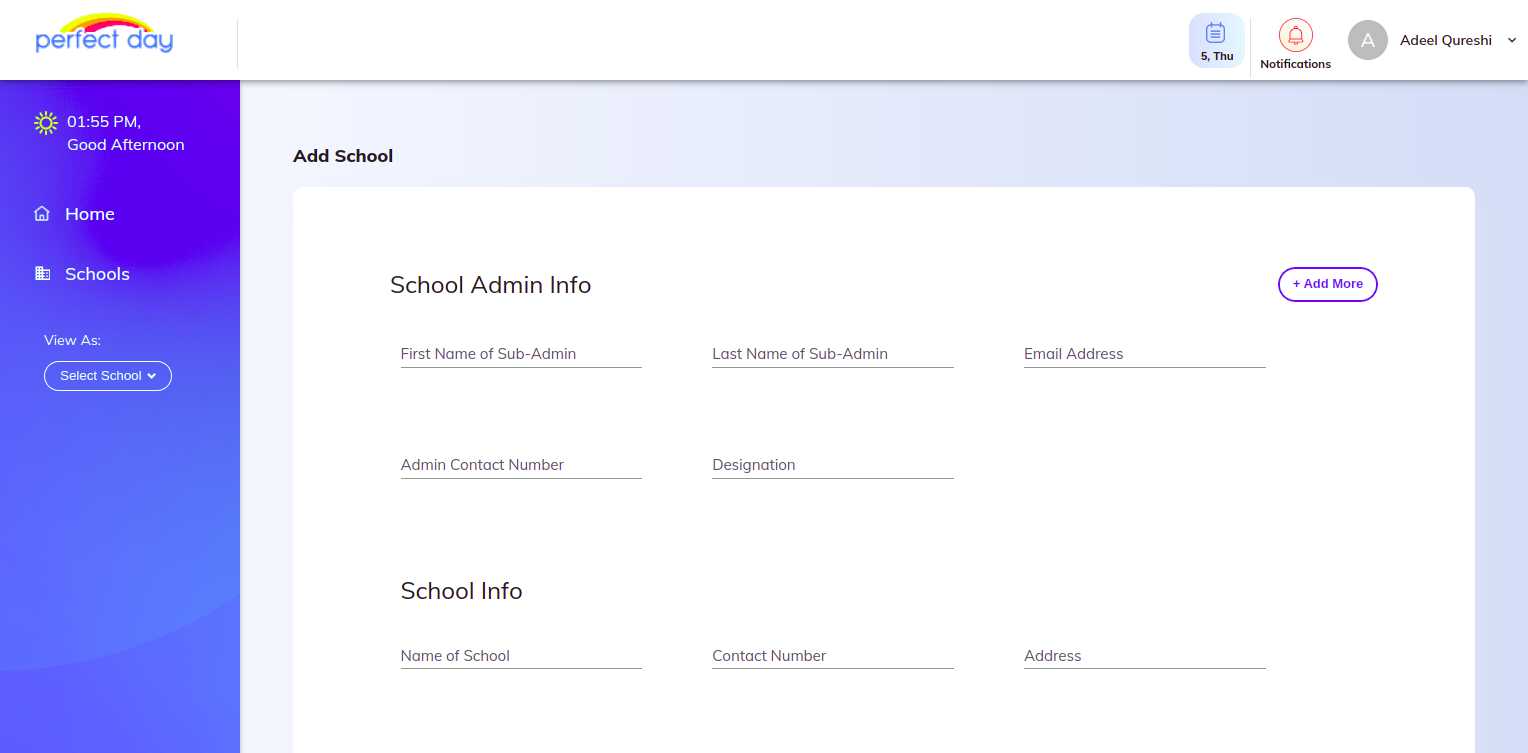 perfect day
5, Thu
Notifications
A
Adeel Qureshi
01:55 PM,
Good Afternoon
Home
Schools
View As:
Select School
Add School
School Admin Info
+ Add More
First Name of Sub-Admin
Last Name of Sub-Admin
Email Address
Admin Contact Number
Designation
School Info
Name of School
Contact Number
Address